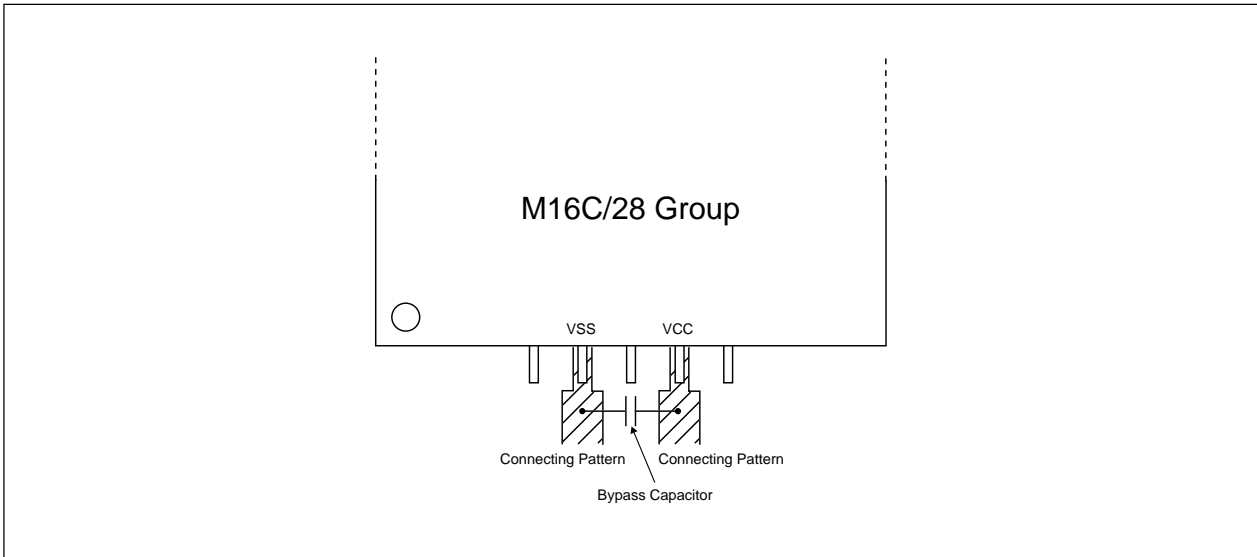 M16C/28 Group
VSS VCC
Connecting Pattern Connecting Pattern
Bypass Capacitor